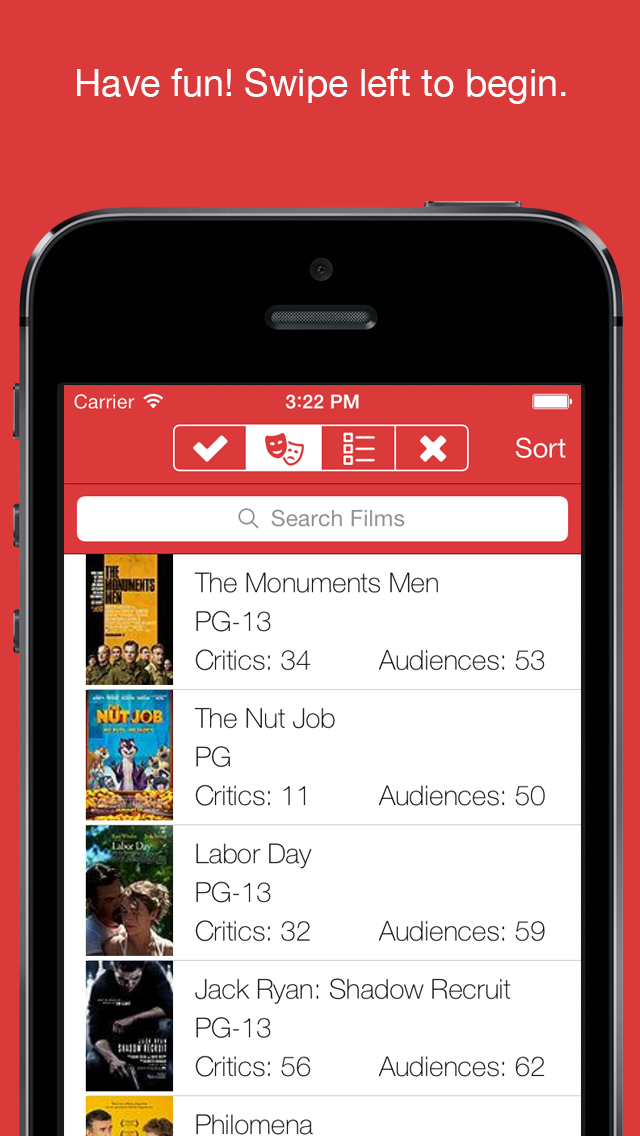 Have fun! Swipe left to begin.
Carrier 3:22 PM
Sort
Search Films
THE
MONUMENTS
MEN
The Monuments Men
PG-13
Critics: 34 Audiences: 53
THE
NUT JOB
The Nut Job
PG
Critics: 11 Audiences: 50
Labor Day
Labor Day
PG-13
Critics: 32 Audiences: 59
JACK RYAN
SHADOW RECRUIT
Jack Ryan: Shadow Recruit
PG-13
Critics: 56 Audiences: 62
Philomena